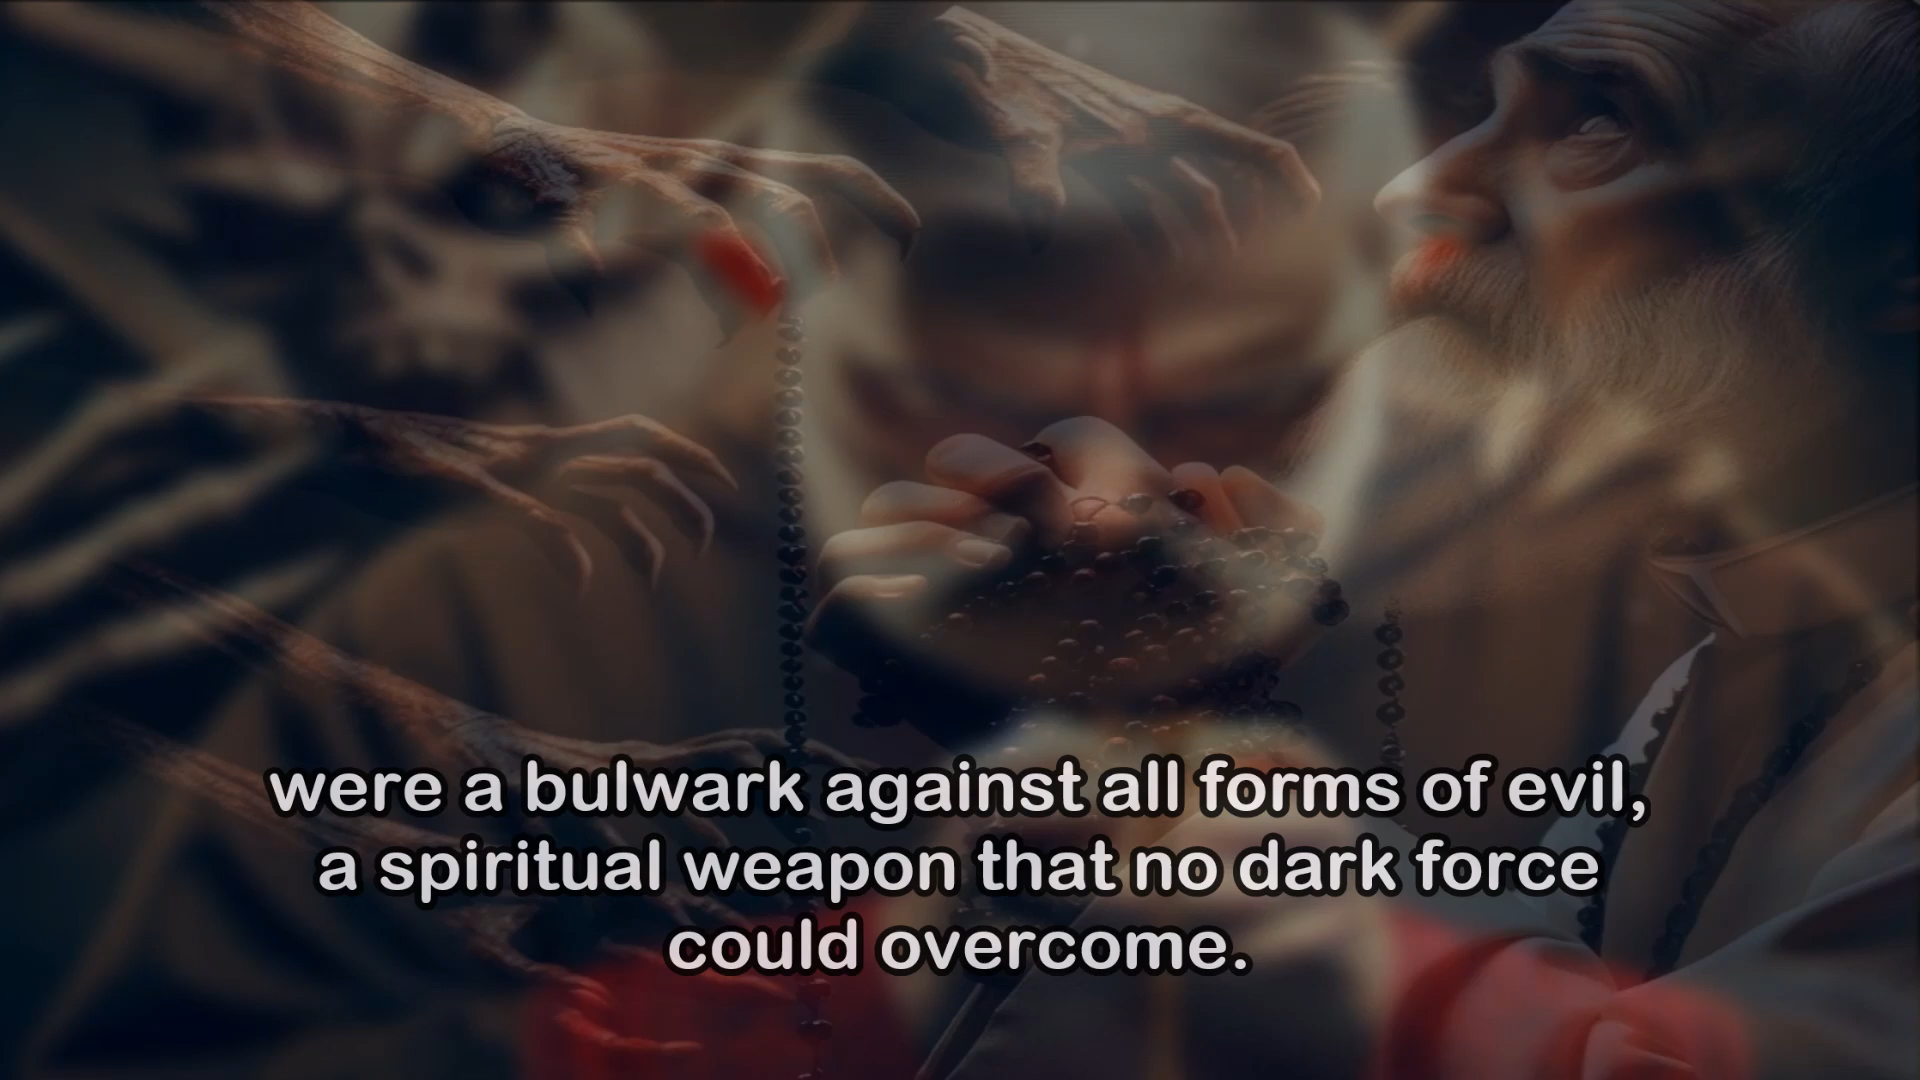 were a bulwark against all forms of evil,
a spiritual weapon that no dark force
could overcome.